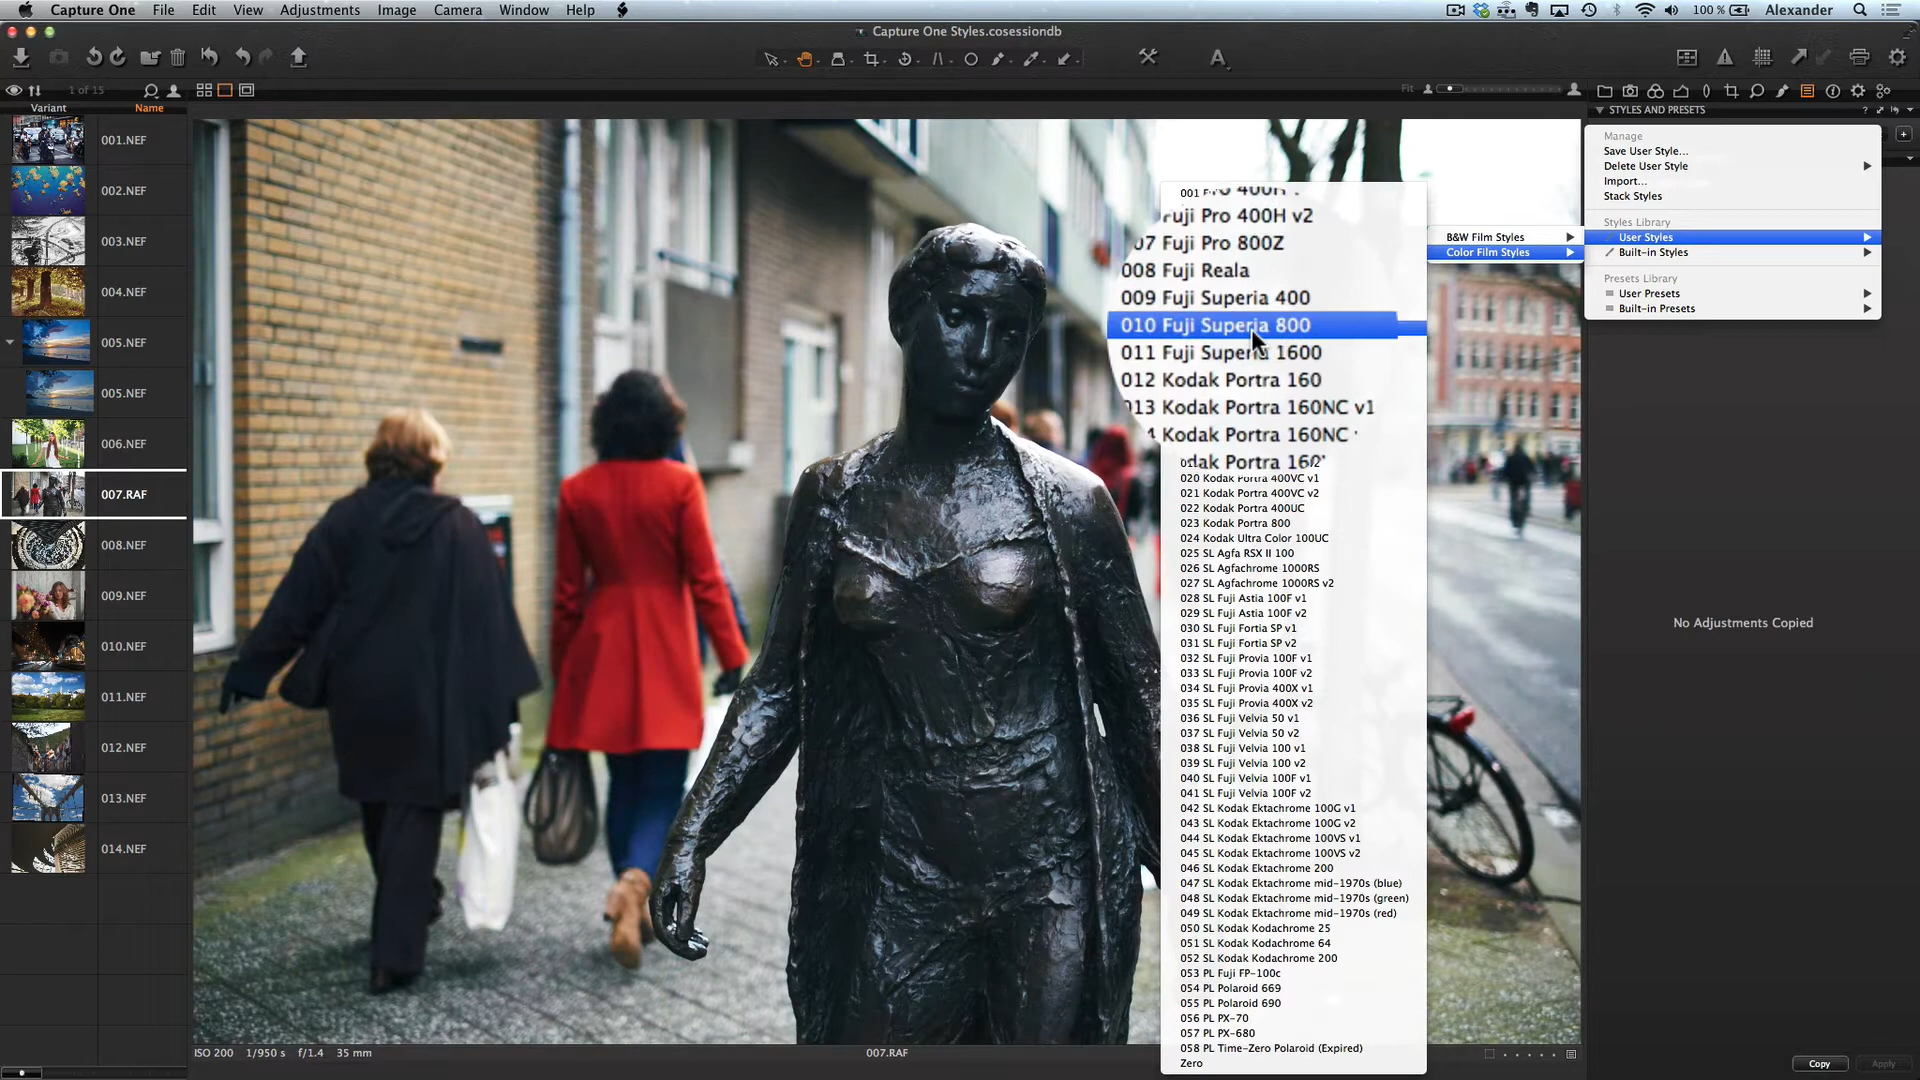 Capture One File Edit View Adjustments Image Camera Window Help
100 % Alexander
Capture One Styles.cosessiondb
1 of 15
Fit
Variant Name
001.NEF
002.NEF
003.NEF
004.NEF
005.NEF
005.NEF
006.NEF
007.RAF
008.NEF
009.NEF
010.NEF
011.NEF
012.NEF
013.NEF
014.NEF
001
Fuji Pro 400H v2
07 Fuji Pro 800Z
008 Fuji Reala
009 Fuji Superia 400
010 Fuji Superia 800
011 Fuji Superia 1600
012 Kodak Portra 160
013 Kodak Portra 160NC v1
4 Kodak Portra 160NC
Portra 160
020 Kodak Portra 400VC v1
021 Kodak Portra 400VC v2
022 Kodak Portra 400UC
023 Kodak Portra 800
024 Kodak Ultra Color 100UC
025 SL Agfa RSX II 100
026 SL Agfachrome 1000RS
027 SL Agfachrome 1000RS v2
028 SL Fuji Astia 100F v1
029 SL Fuji Astia 100F v2
030 SL Fuji Fortia SP v1
031 SL Fuji Fortia SP v2
032 SL Fuji Provia 100F v1
033 SL Fuji Provia 100F v2
034 SL Fuji Provia 400X v1
035 SL Fuji Provia 400X v2
036 SL Fuji Velvia 50 v1
037 SL Fuji Velvia 50 v2
038 SL Fuji Velvia 100 v1
039 SL Fuji Velvia 100 v2
040 SL Fuji Velvia 100F v1
041 SL Fuji Velvia 100F v2
042 SL Kodak Ektachrome 100G v1
043 SL Kodak Ektachrome 100G v2
044 SL Kodak Ektachrome 100VS v1
045 SL Kodak Ektachrome 100VS v2
046 SL Kodak Ektachrome 200
047 SL Kodak Ektachrome mid-1970s (blue)
048 SL Kodak Ektachrome mid-1970s (green)
049 SL Kodak Ektachrome mid-1970s (red)
050 SL Kodak Kodachrome 25
051 SL Kodak Kodachrome 64
052 SL Kodak Kodachrome 200
053 PL Fuji FP-100c
054 PL Polaroid 669
055 PL Polaroid 690
056 PL PX-70
057 PL PX-680
058 PL Time-Zero Polaroid (Expired)
Zero
B&W Film Styles
Color Film Styles
STYLES AND PRESETS
Manage
Save User Style...
Delete User Style
Import...
Stack Styles
Styles Library
User Styles
Built-in Styles
Presets Library
User Presets
Built-in Presets
No Adjustments Copied
ISO 200 1/950 s f/1.4 35 mm
007.RAF
Copy Apply